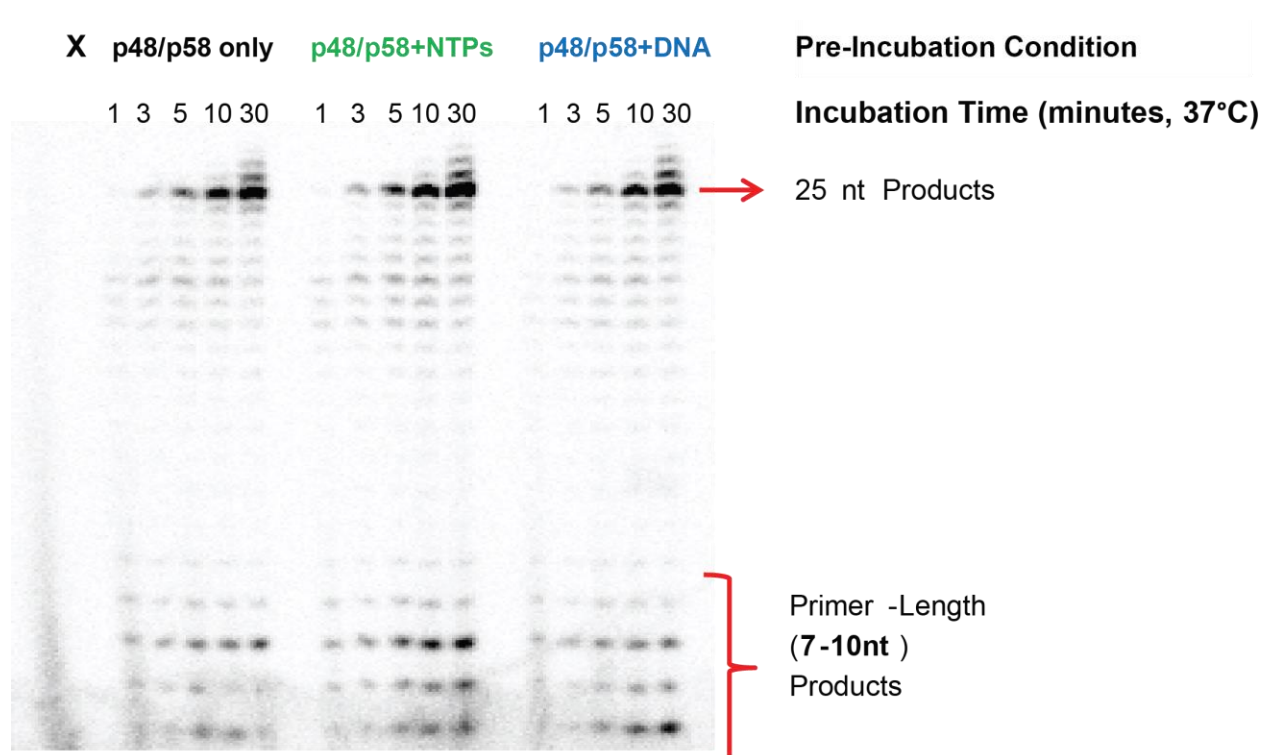 X p48/p58 only p48/p58+NTPs p48/p58+DNA Pre-Incubation Condition
1 3 5 10 30 1 3 5 10 30 1 3 5 10 30 Incubation Time (minutes, 37°C)
25 nt Products
Primer -Length
(7-10nt )
Products